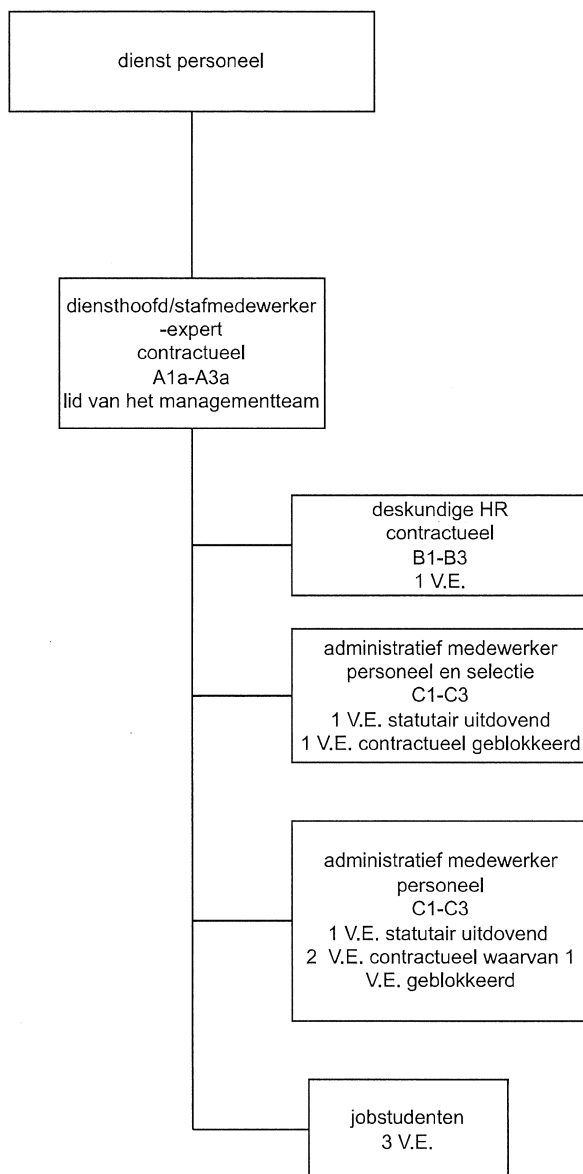 dienst personeel
diensthoofd/stafmedewerker
-expert
contractueel
A1a-A3a
lid van het managementteam
deskundige HR
contractueel
B1-B3
1 V.E.
administratief medewerker
personeel en selectie
C1-C3
1 V.E. statutair uitdovend
1 V.E. contractueel geblokkeerd
administratief medewerker
personeel
C1-C3
1 V.E. statutair uitdovend
2 V.E. contractueel waarvan 1
V.E. geblokkeerd
jobstudenten
3 V.E.